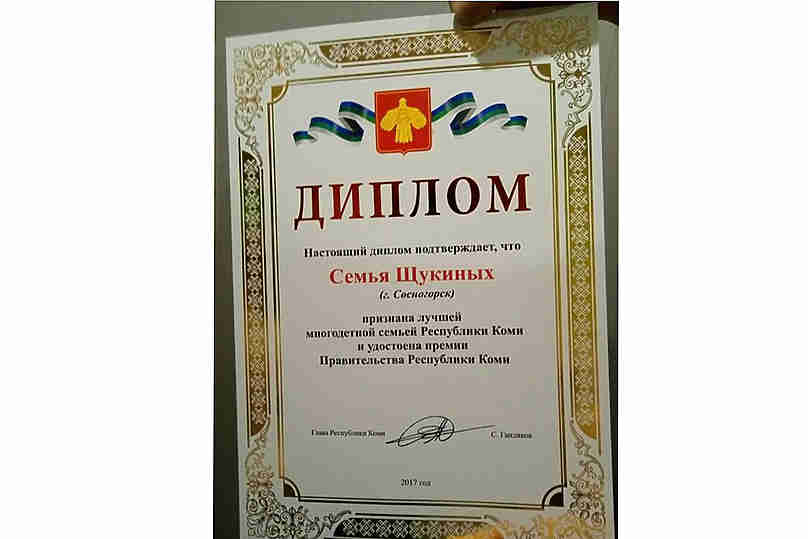 ДИПЛОМ
Настоящий диплом подтверждает, что
Семья Щукиных
(г. Сосногорск)
признана лучшей
многодетной семьей Республики Коми
и удостоена премии
Правительства Республики Коми
Глава Республики Коми С. Гапликов
2017 год